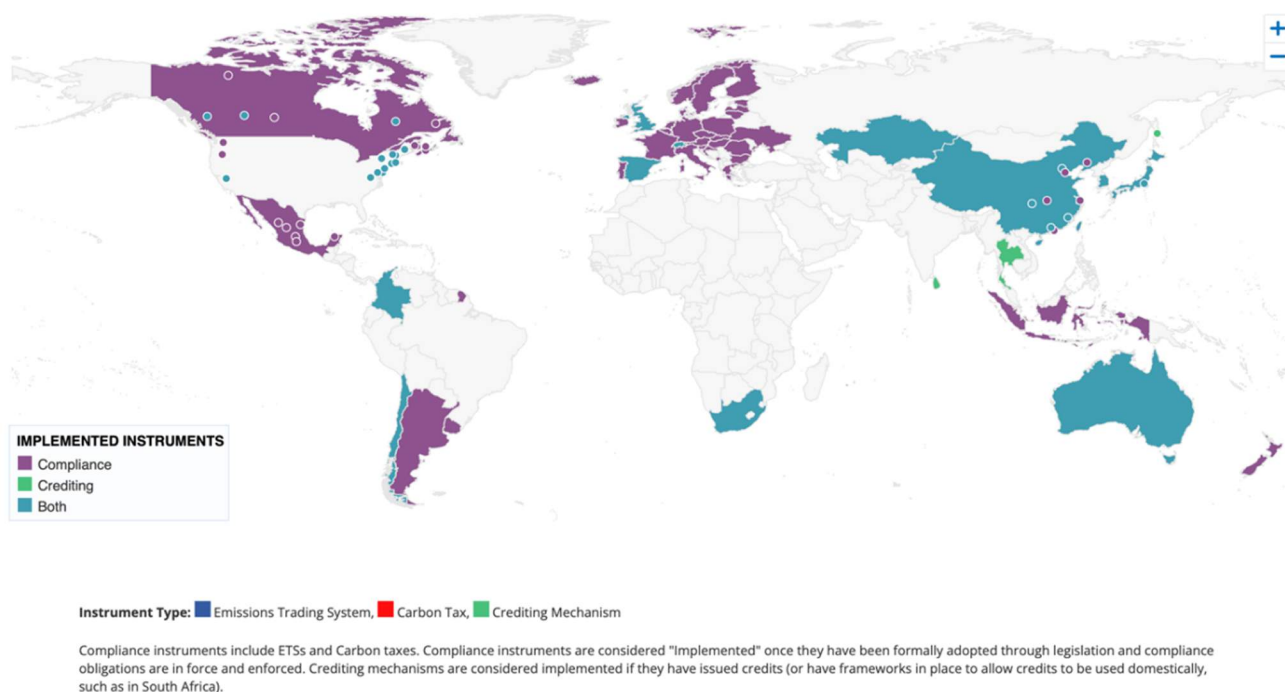 +
−
IMPLEMENTED INSTRUMENTS
Compliance
Crediting
Both
Instrument Type: Emissions Trading System, Carbon Tax, Crediting Mechanism
Compliance instruments include ETSs and Carbon taxes. Compliance instruments are considered "Implemented" once they have been formally adopted through legislation and compliance
obligations are in force and enforced. Crediting mechanisms are considered implemented if they have issued credits (or have frameworks in place to allow credits to be used domestically,
such as in South Africa).